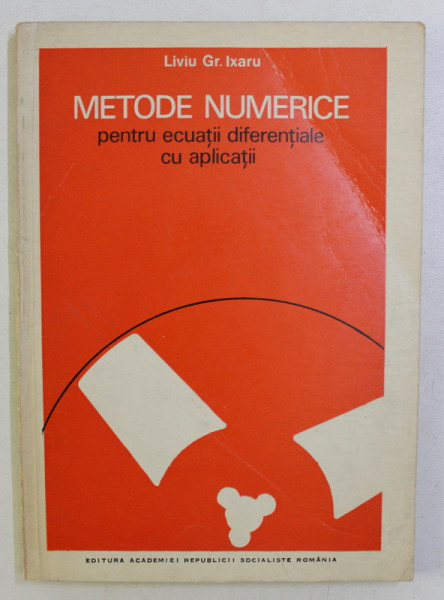 Liviu Gr. Ixaru
METODE NUMERICE
pentru ecuații diferențiale
cu aplicații
EDITURA ACADEMIEI REPUBLICII SOCIALISTE ROMÂNIA